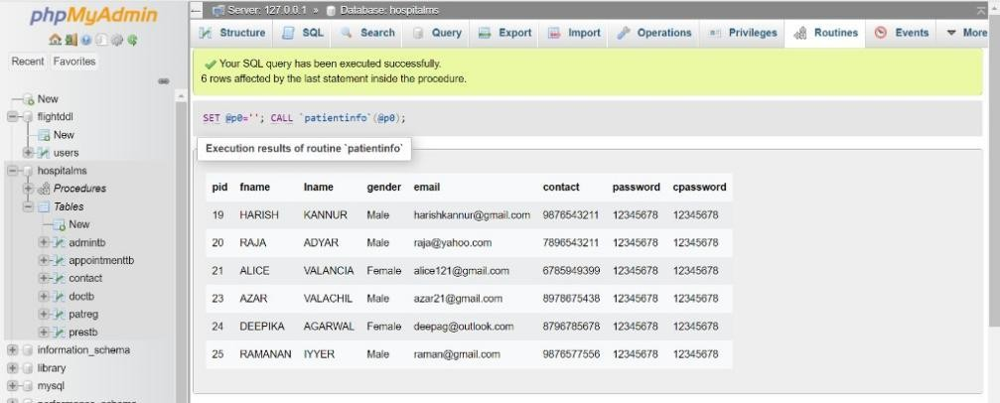 phpMyAdmin
Recent Favorites
New
flightddl
New
users
hospitalms
Procedures
Tables
New
admintb
appointmenttb
contact
doctb
patreg
prestb
information_schema
library
mysql
performance_schema
Server: 127.0.0.1 » Database: hospitalms
Structure SQL Search Query Export Import Operations Privileges Routines Events More
Your SQL query has been executed successfully.
6 rows affected by the last statement inside the procedure.
SET @p0=''; CALL `patientinfo`(@p0);
Execution results of routine `patientinfo`
pid fname lname gender email contact password cpassword
19 HARISH KANNUR Male harishkannur@gmail.com 9876543211 12345678 12345678
20 RAJA ADYAR Male raja@yahoo.com 7896543211 12345678 12345678
21 ALICE VALANCIA Female alice121@gmail.com 6785949399 12345678 12345678
23 AZAR VALACHIL Male azar21@gmail.com 8978675438 12345678 12345678
24 DEEPIKA AGARWAL Female deepag@outlook.com 8796785678 12345678 12345678
25 RAMANAN IYYER Male raman@gmail.com 9876577556 12345678 12345678